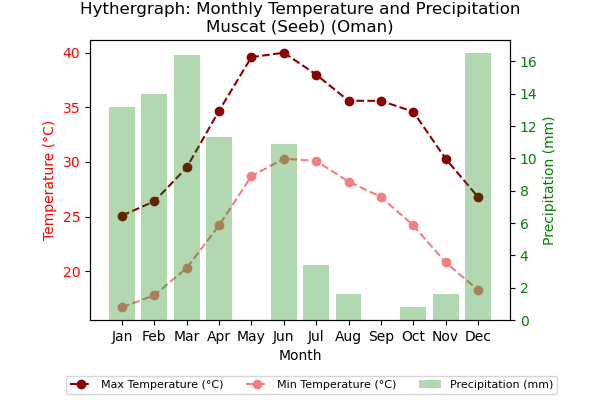 Hythergraph: Monthly Temperature and Precipitation
Muscat (Seeb) (Oman)
Temperature (°C)
40
35
30
25
20
16
14
12
10
8
6
4
2
0
Precipitation (mm)
Jan Feb Mar Apr May Jun Jul Aug Sep Oct Nov Dec
Month
Max Temperature (°C) Min Temperature (°C) Precipitation (mm)